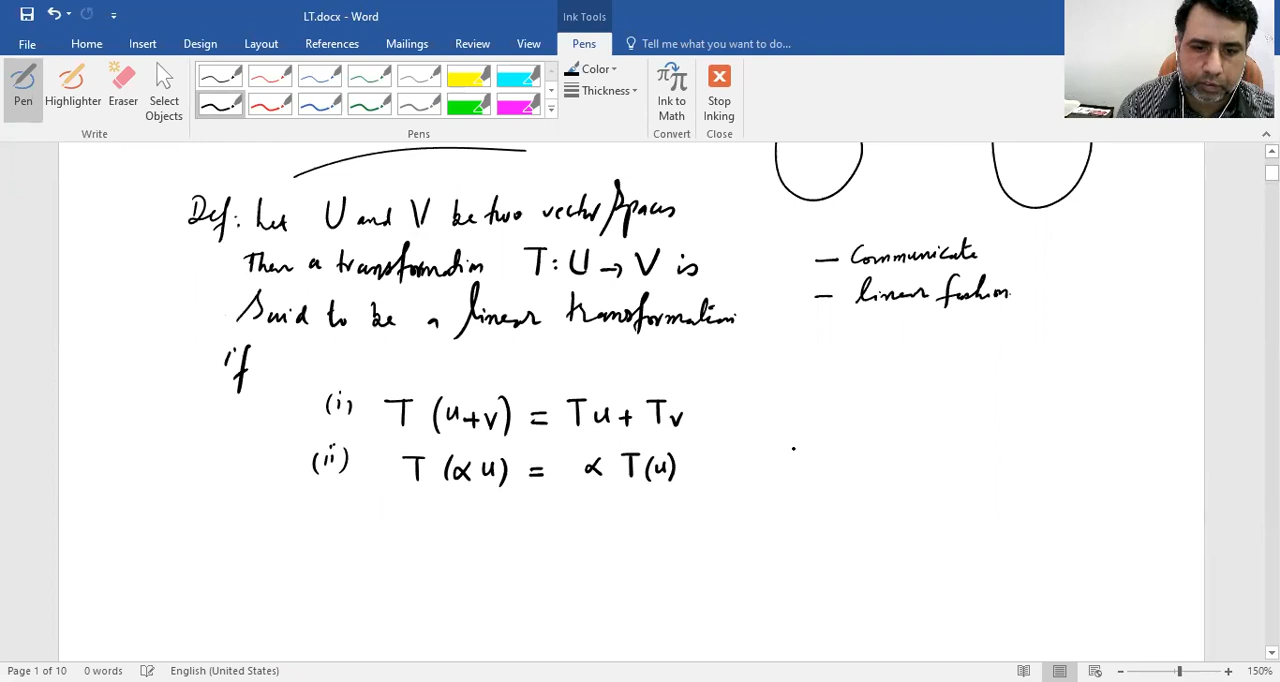 LT.docx - Word
Ink Tools
File Home Insert Design Layout References Mailings Review View Pens Tell me what you want to do...
Pen Highlighter Eraser Select Objects
Color
Thickness
Ink to Math
Stop Inking
Write Pens Convert Close
Def: Let U and V be two vector spaces
Then a transformation T: U → V is
Said to be a linear transformation
if
(i) T (u+v) = Tu + Tv
(ii) T (αu) = α T(u)
— Communicate
— linear fashion.
Page 1 of 10 0 words English (United States) 150%